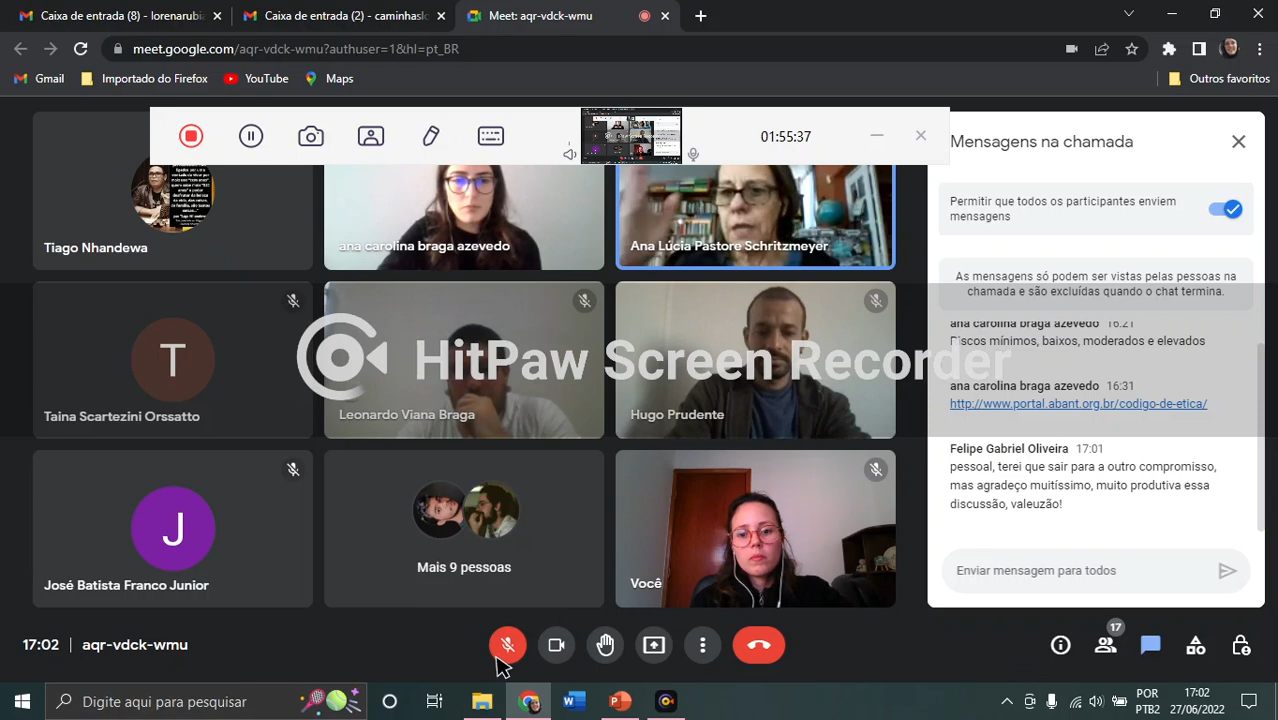 Caixa de entrada (8) - lorenarubia
Caixa de entrada (2) - caminhasl
Meet: aqr-vdck-wmu
meet.google.com/aqr-vdck-wmu?authuser=1&hl=pt_BR
Gmail
Importado do Firefox
YouTube
Maps
Outros favoritos
01:55:37
Mensagens na chamada
Permitir que todos os participantes enviem
mensagens
As mensagens só podem ser vistas pelas pessoas na
chamada e são excluídas quando o chat termina.
ana carolina braga azevedo 16:21
Riscos mínimos, baixos, moderados e elevados
ana carolina braga azevedo 16:31
http://www.portal.abant.org.br/codigo-de-etica/
Felipe Gabriel Oliveira 17:01
pessoal, terei que sair para a outro compromisso,
mas agradeço muitíssimo, muito produtiva essa
discussão, valeuzão!
Enviar mensagem para todos
Tiago Nhandewa
ana carolina braga azevedo
Ana Lúcia Pastore Schritzmeyer
T
Taina Scartezini Orssatto
Leonardo Viana Braga
Hugo Prudente
HitPaw Screen Recorder
J
José Batista Franco Junior
Mais 9 pessoas
Você
17:02
aqr-vdck-wmu
17
Digite aqui para pesquisar
POR
PTB2
17:02
27/06/2022